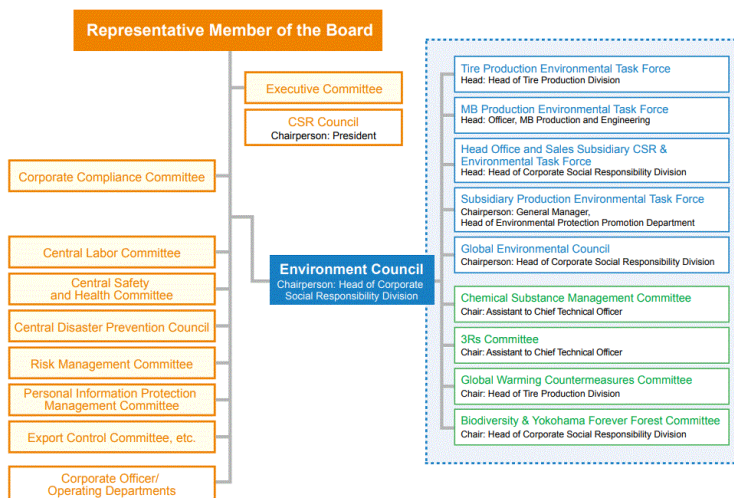 Representative Member of the Board
Executive Committee
CSR Council
Chairperson: President
Corporate Compliance Committee
Central Labor Committee
Central Safety
and Health Committee
Central Disaster Prevention Council
Risk Management Committee
Personal Information Protection
Management Committee
Export Control Committee, etc.
Corporate Officer/
Operating Departments
Environment Council
Chairperson: Head of Corporate
Social Responsibility Division
Tire Production Environmental Task Force
Head: Head of Tire Production Division
MB Production Environmental Task Force
Head: Officer, MB Production and Engineering
Head Office and Sales Subsidiary CSR &
Environmental Task Force
Head: Head of Corporate Social Responsibility Division
Subsidiary Production Environmental Task Force
Chairperson: General Manager,
Head of Environmental Protection Promotion Department
Global Environmental Council
Chairperson: Head of Corporate Social Responsibility Division
Chemical Substance Management Committee
Chair: Assistant to Chief Technical Officer
3Rs Committee
Chair: Assistant to Chief Technical Officer
Global Warming Countermeasures Committee
Chair: Head of Tire Production Division
Biodiversity & Yokohama Forever Forest Committee
Chair: Head of Corporate Social Responsibility Division